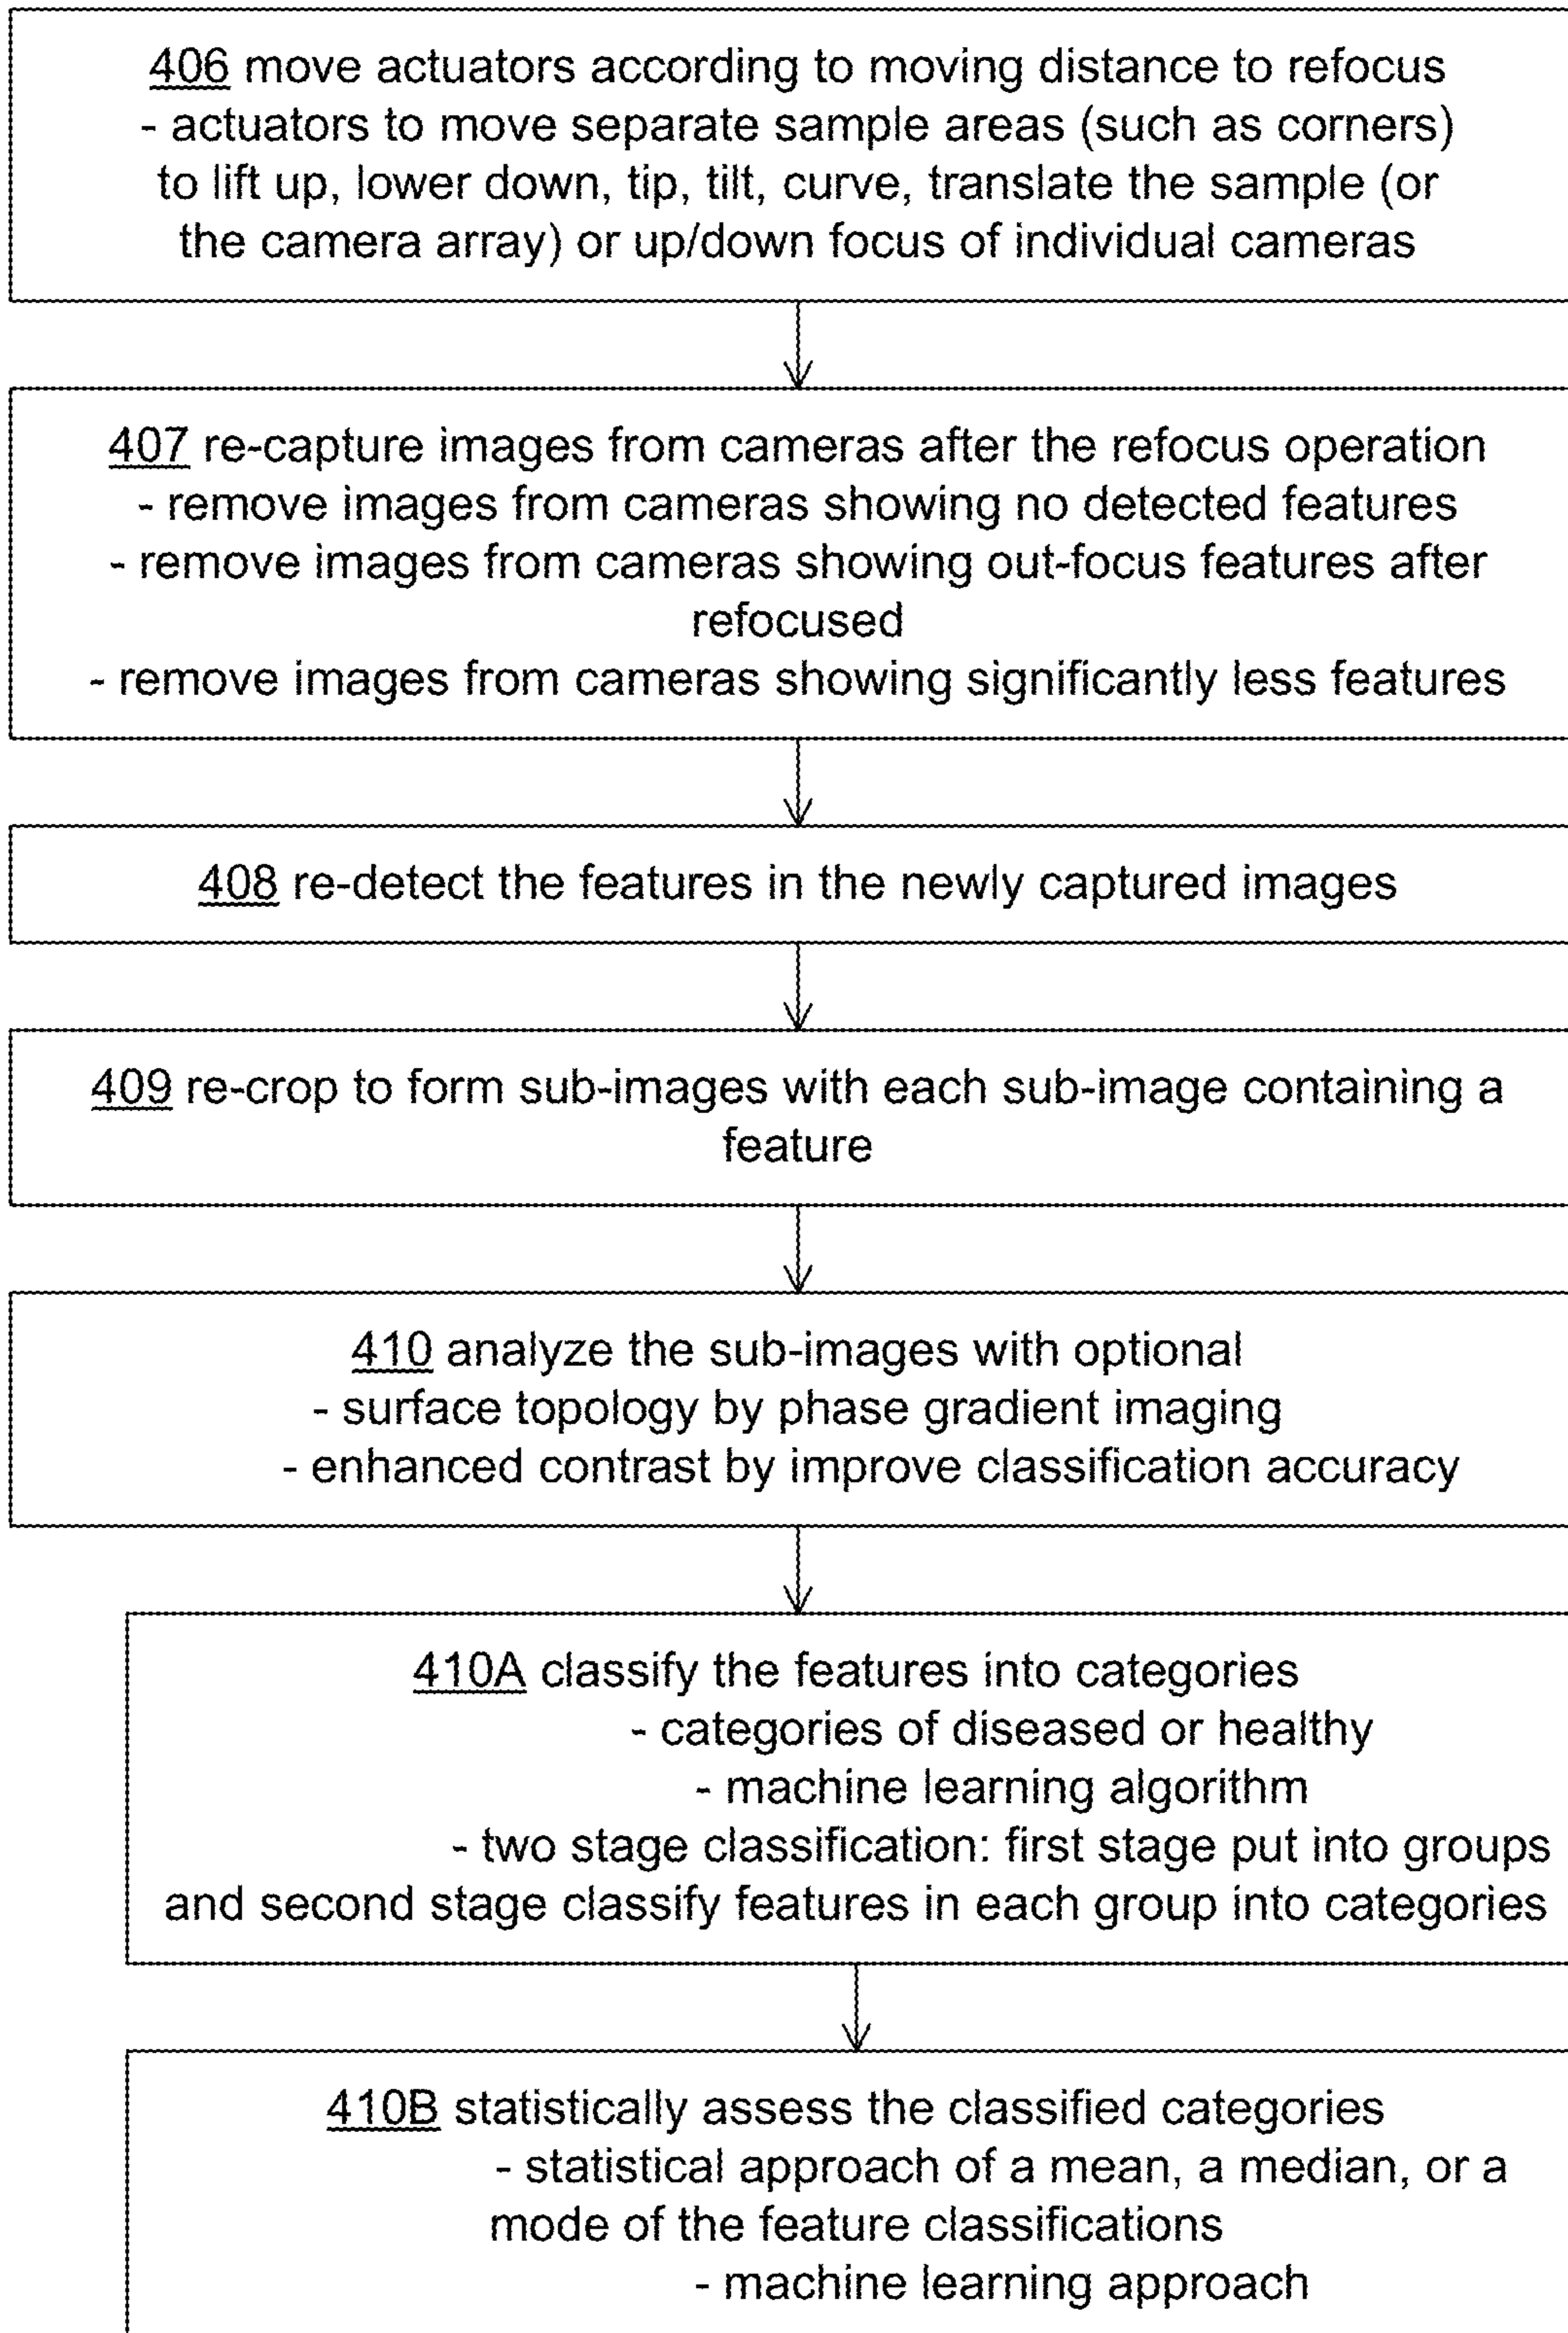 406 move actuators according to moving distance to refocus
- actuators to move separate sample areas (such as corners)
to lift up, lower down, tip, tilt, curve, translate the sample (or
the camera array) or up/down focus of individual cameras
407 re-capture images from cameras after the refocus operation
- remove images from cameras showing no detected features
- remove images from cameras showing out-focus features after
refocused
- remove images from cameras showing significantly less features
408 re-detect the features in the newly captured images
409 re-crop to form sub-images with each sub-image containing a
feature
410 analyze the sub-images with optional
- surface topology by phase gradient imaging
- enhanced contrast by improve classification accuracy
410A classify the features into categories
- categories of diseased or healthy
- machine learning algorithm
- two stage classification: first stage put into groups
and second stage classify features in each group into categories
410B statistically assess the classified categories
- statistical approach of a mean, a median, or a
mode of the feature classifications
- machine learning approach